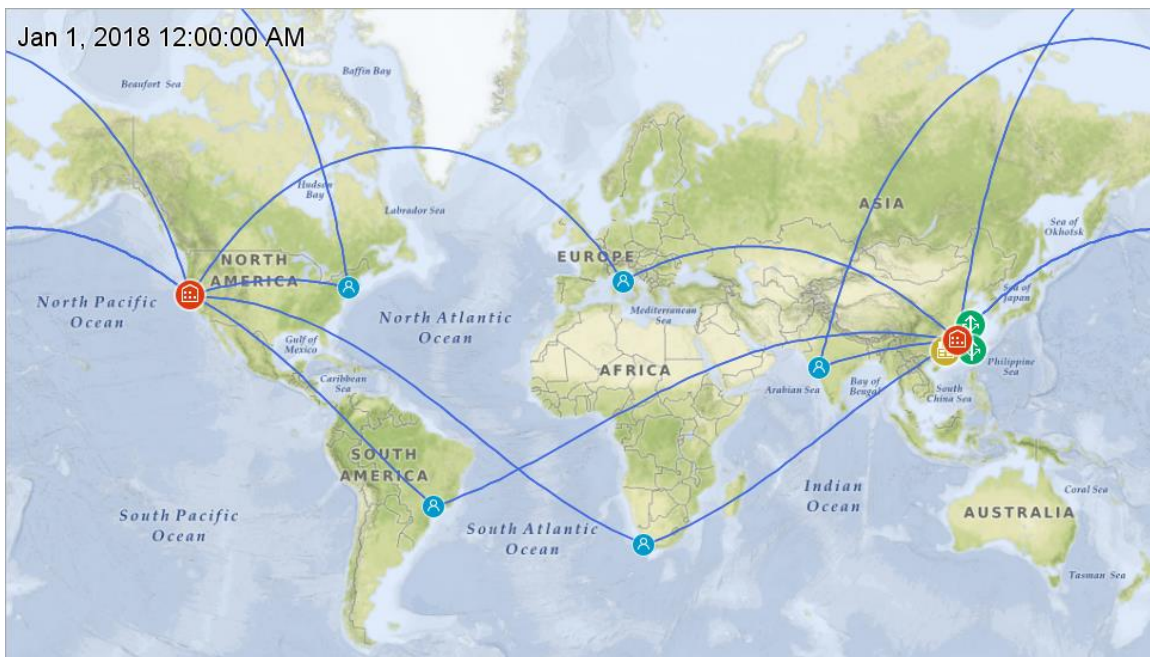 Jan 1, 2018 12:00:00 AM
Baffin Bay
Beaufort Sea
Hudson
Bay
Labrador Sea
ASIA
Sea of
Okhotsk
NORTH
AMERICA
EUROPE
North Pacific
Ocean
Sea of
Japan
North Atlantic
Ocean
Mediterranean
Sea
Gulf of
Mexico
Caribbean
Sea
AFRICA
Arabian Sea
Bay of
Bengal
South
China Sea
Philippine
Sea
SOUTH
AMERICA
South Pacific
Ocean
South Atlantic
Ocean
Indian
Ocean
Coral Sea
AUSTRALIA
Tasman Sea